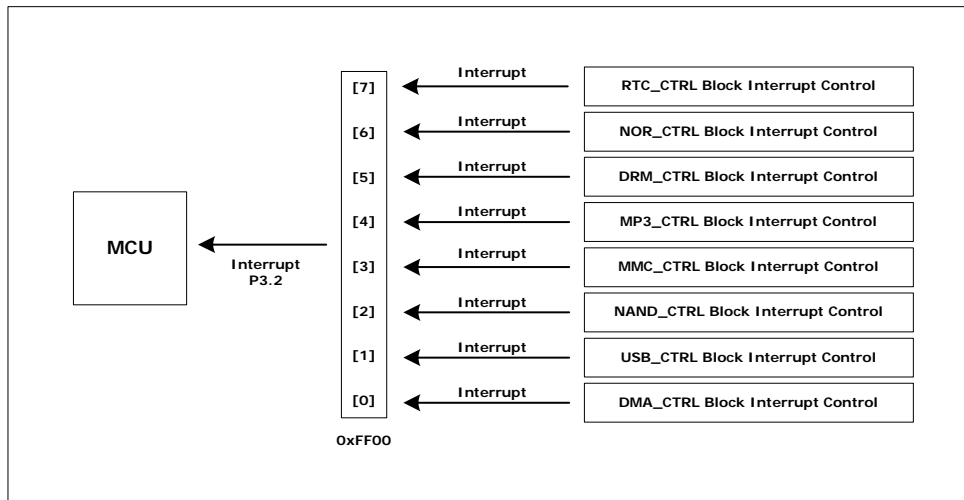 Interrupt
[7]
RTC_CTRL Block Interrupt Control
Interrupt
[6]
NOR_CTRL Block Interrupt Control
Interrupt
[5]
DRM_CTRL Block Interrupt Control
Interrupt
[4]
MP3_CTRL Block Interrupt Control
MCU
Interrupt
P3.2
Interrupt
[3]
MMC_CTRL Block Interrupt Control
Interrupt
[2]
NAND_CTRL Block Interrupt Control
Interrupt
[1]
USB_CTRL Block Interrupt Control
Interrupt
[0]
DMA_CTRL Block Interrupt Control
0xFF00